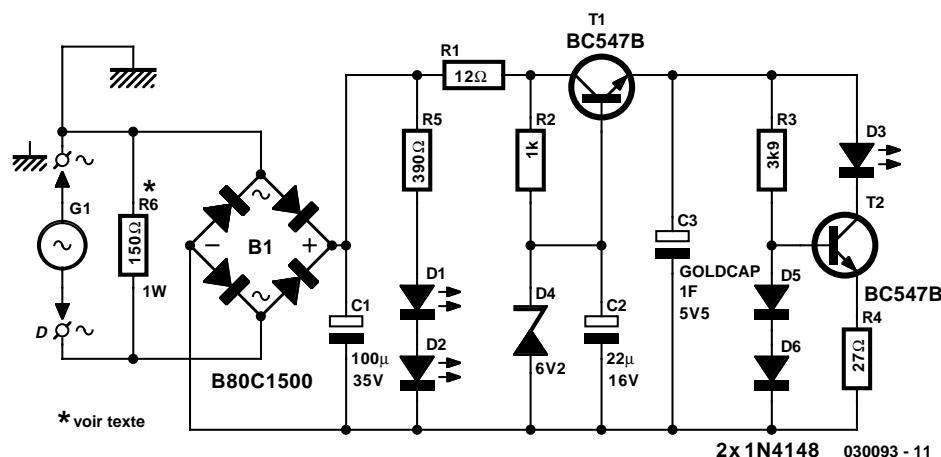 T1
BC547B
R1
12Ω
R5
390Ω
R2
1k
R3
3k9
D3
T2
BC547B
G1
*
R6
150Ω
1W
B1
−
+
C3
GOLDCAP
1F
5V5
D
C1
100µ
35V
D1
D2
D4
6V2
C2
22µ
16V
D5
D6
R4
27Ω
B80C1500
* voir texte
2x 1N4148
030093 - 11